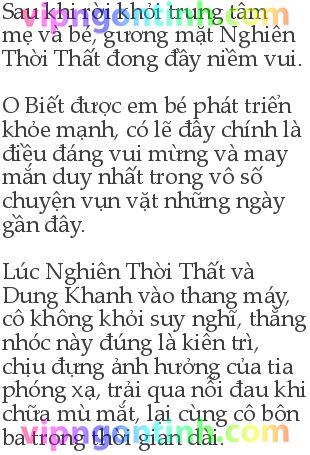 Sau khi rời khỏi trung tâm
mẹ và bé, gương mặt Nghiên
Thời Thất đong đầy niềm vui.
O Biết được em bé phát triển
khỏe mạnh, có lẽ đây chính là
điều đáng vui mừng và may
mắn duy nhất trong vô số
chuyện vụn vặt những ngày
gần đây.
Lúc Nghiên Thời Thất và
Dung Khanh vào thang máy,
cô không khỏi suy nghĩ, thằng
nhóc này đúng là kiên trì,
chịu đựng ảnh hưởng của tia
phóng xạ, trải qua nỗi đau khi
chữa mù mắt, lại cùng cô bôn
ba trong thời gian dài.
vipngontinh.com
vipngontinh.com